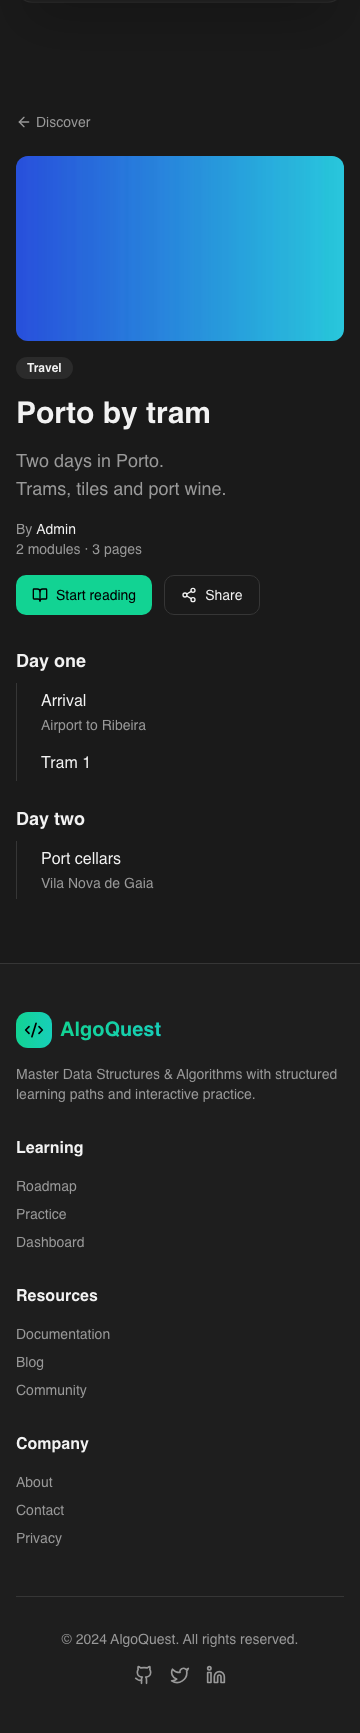 Discover
Travel
Porto by tram
Two days in Porto.
Trams, tiles and port wine.
By Admin
2 modules · 3 pages
Start reading
Share
Day one
Arrival
Airport to Ribeira
Tram 1
Day two
Port cellars
Vila Nova de Gaia
AlgoQuest
Master Data Structures & Algorithms with structured
learning paths and interactive practice.
Learning
Roadmap
Practice
Dashboard
Resources
Documentation
Blog
Community
Company
About
Contact
Privacy
© 2024 AlgoQuest. All rights reserved.